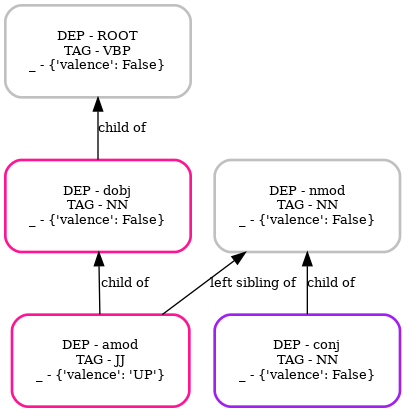 DEP - ROOT
TAG - VBP
_ - {'valence': False}
child of
DEP - dobj
TAG - NN
_ - {'valence': False}
DEP - nmod
TAG - NN
_ - {'valence': False}
child of
left sibling of
child of
DEP - amod
TAG - JJ
_ - {'valence': 'UP'}
DEP - conj
TAG - NN
_ - {'valence': False}